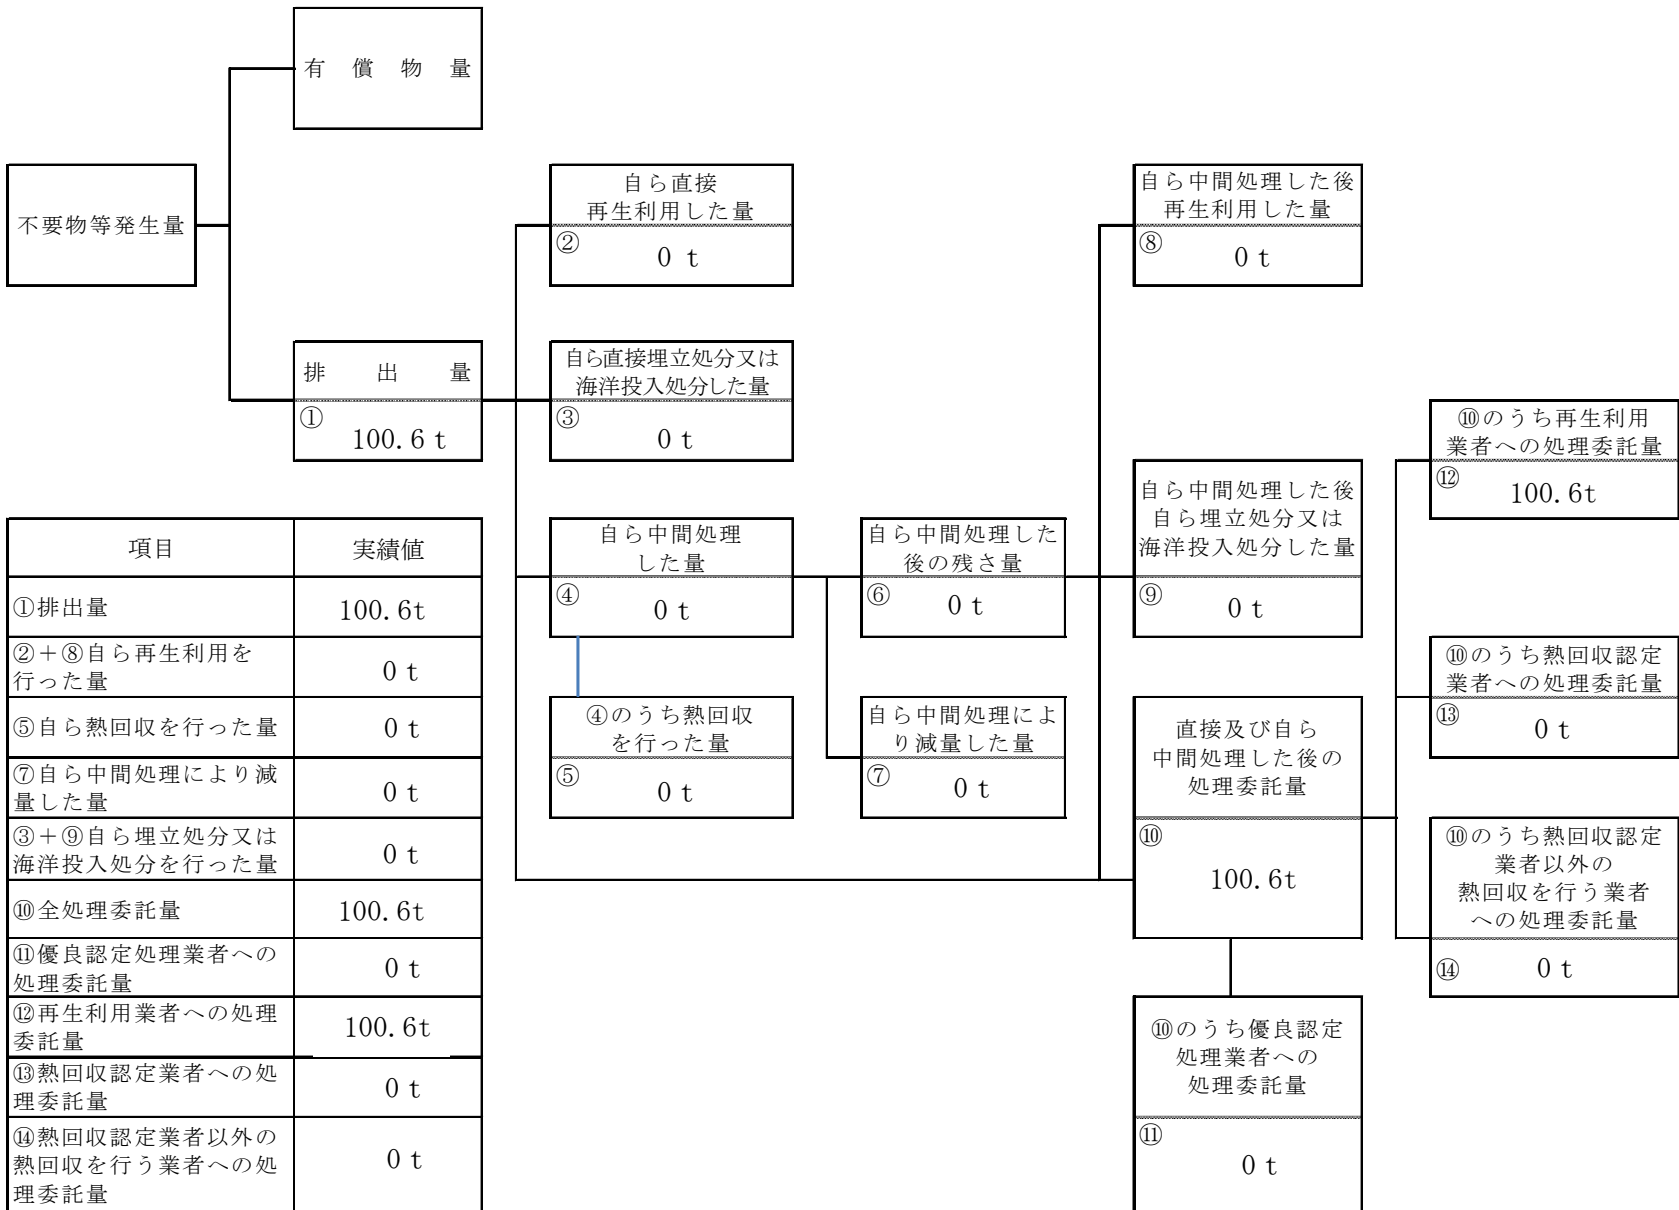 有償物量
不要物等発生量
排出量
①
100.6 t
自ら直接
再生利用した量
②
0 t
自ら直接埋立処分又は
海洋投入処分した量
③
0 t
自ら中間処理
した量
④
0 t
④のうち熱回収
を行った量
⑤
0 t
自ら中間処理した
後の残さ量
⑥
0 t
自ら中間処理によ
り減量した量
⑦
0 t
自ら中間処理した後
再生利用した量
⑧
0 t
自ら中間処理した後
自ら埋立処分又は
海洋投入処分した量
⑨
0 t
直接及び自ら
中間処理した後の
処理委託量
⑩
100.6t
⑩のうち優良認定
処理業者への
処理委託量
⑪
0 t
⑩のうち再生利用
業者への処理委託量
⑫
100.6t
⑩のうち熱回収認定
業者への処理委託量
⑬
0 t
⑩のうち熱回収認定
業者以外の
熱回収を行う業者
への処理委託量
⑭
0 t
項目 実績値
①排出量 100.6t
②＋⑧自ら再生利用を
行った量
0 t
⑤自ら熱回収を行った量 0 t
⑦自ら中間処理により減
量した量
0 t
③＋⑨自ら埋立処分又は
海洋投入処分を行った量
0 t
⑩全処理委託量 100.6t
⑪優良認定処理業者への
処理委託量
0 t
⑫再生利用業者への処理
委託量
100.6t
⑬熱回収認定業者への処
理委託量
0 t
⑭熱回収認定業者以外の
熱回収を行う業者への処
理委託量
0 t